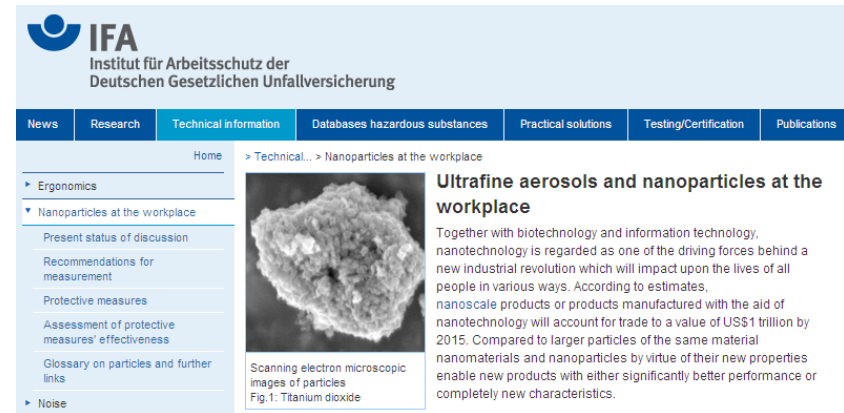 IFA
Institut für Arbeitsschutz der
Deutschen Gesetzlichen Unfallversicherung
News
Research
Technical information
Databases hazardous substances
Practical solutions
Testing/Certification
Publications
Home
> Technical... > Nanoparticles at the workplace
Ergonomics
Nanoparticles at the workplace
Present status of discussion
Recommendations for
measurement
Protective measures
Assessment of protective
measures' effectiveness
Glossary on particles and further
links
Noise
Scanning electron microscopic
images of particles
Fig.1: Titanium dioxide
Ultrafine aerosols and nanoparticles at the
workplace
Together with biotechnology and information technology,
nanotechnology is regarded as one of the driving forces behind a
new industrial revolution which will impact upon the lives of all
people in various ways. According to estimates,
nanoscale products or products manufactured with the aid of
nanotechnology will account for trade to a value of US$1 trillion by
2015. Compared to larger particles of the same material
nanomaterials and nanoparticles by virtue of their new properties
enable new products with either significantly better performance or
completely new characteristics.